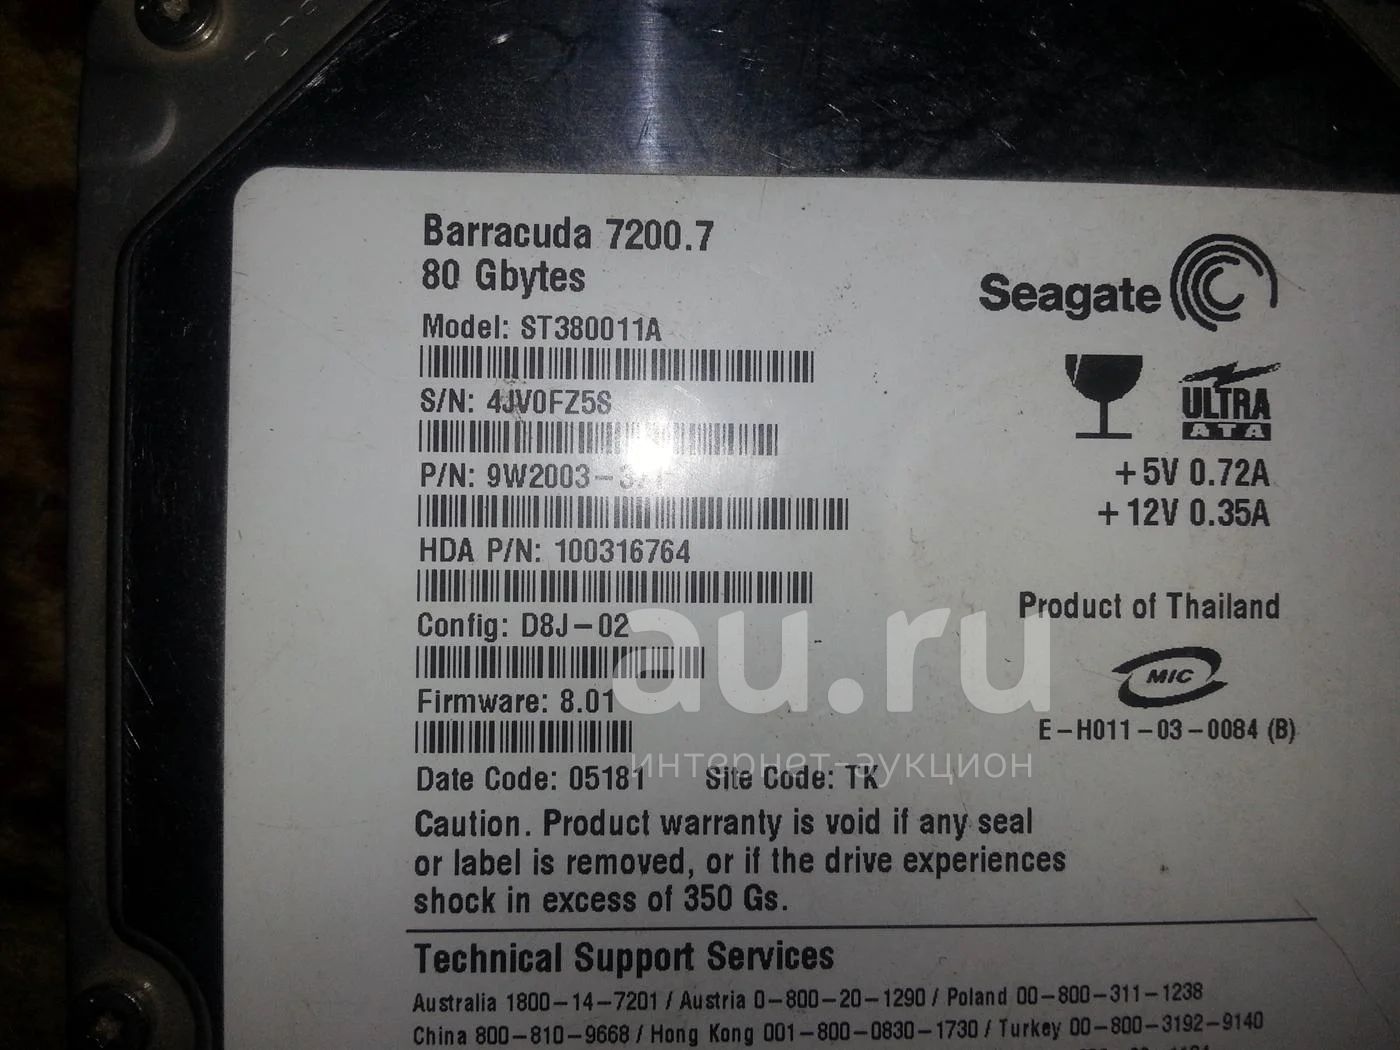 Barracuda 7200.7
80 Gbytes
Model: ST380011A
S/N: 4JV0FZ5S
P/N: 9W2003-
HDA P/N: 100316764
Config: D8J-02
Firmware: 8.01
Date Code: 05181 Site Code: TK
Seagate
ULTRA
ATA
+5V 0.72A
+12V 0.35A
Product of Thailand
MIC
E-H011-03-0084 (B)
Caution. Product warranty is void if any seal
or label is removed, or if the drive experiences
shock in excess of 350 Gs.
Technical Support Services
Australia 1800-14-7201 / Austria 0-800-20-1290 / Poland 00-800-311-1238
China 800-810-9668 / Hong Kong 001-800-0830-1730 / Turkey 00-800-3192-9140
au.ru
интернет-аукцион